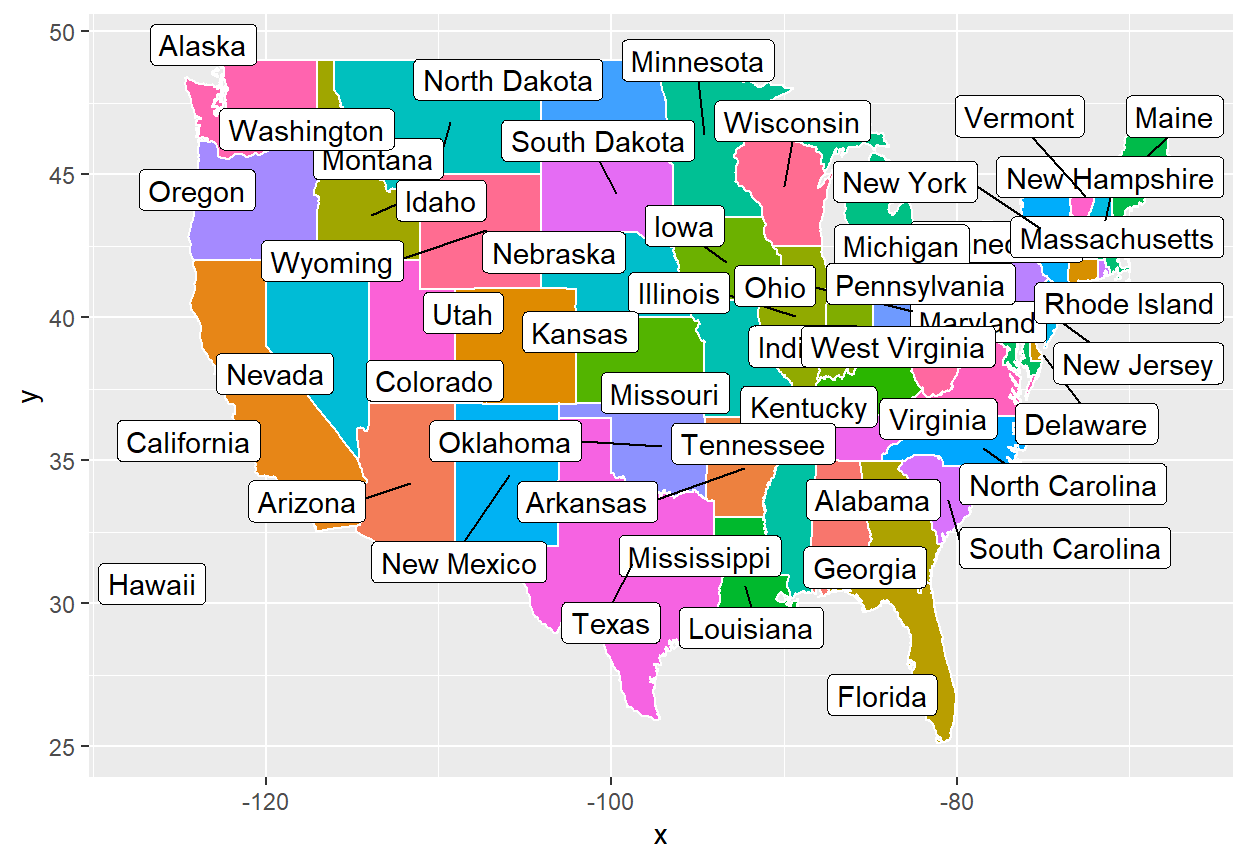 50
Alaska
Minnesota
North Dakota
Vermont
Maine
Washington
Wisconsin
South Dakota
Montana
45
New York
New Hampshire
Oregon
Idaho
Iowa
Massachusetts
Michigan
nec
Nebraska
Wyoming
Ohio
Pennsylvania
Illinois
Rhode Island
Utah
40
Kansas
Maryland
Indi
West Virginia
New Jersey
Nevada
Colorado
Missouri
Kentucky
Virginia
Delaware
California
Oklahoma
Tennessee
35
North Carolina
Arizona
Arkansas
Alabama
South Carolina
New Mexico
Mississippi
Georgia
Hawaii
30
Texas
Louisiana
Florida
25
y
-120
-100
-80
x